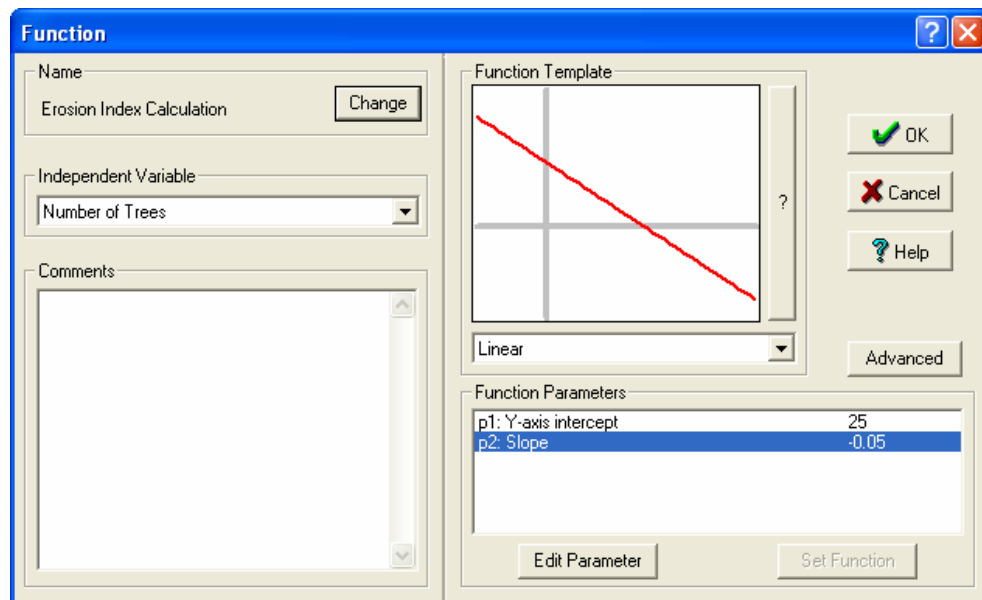 Function
Name
Erosion Index Calculation
Change
Independent Variable
Number of Trees
Comments
Function Template
?
Linear
OK
Cancel
Help
Advanced
Function Parameters
p1: Y-axis intercept 25
p2: Slope -0.05
Edit Parameter
Set Function